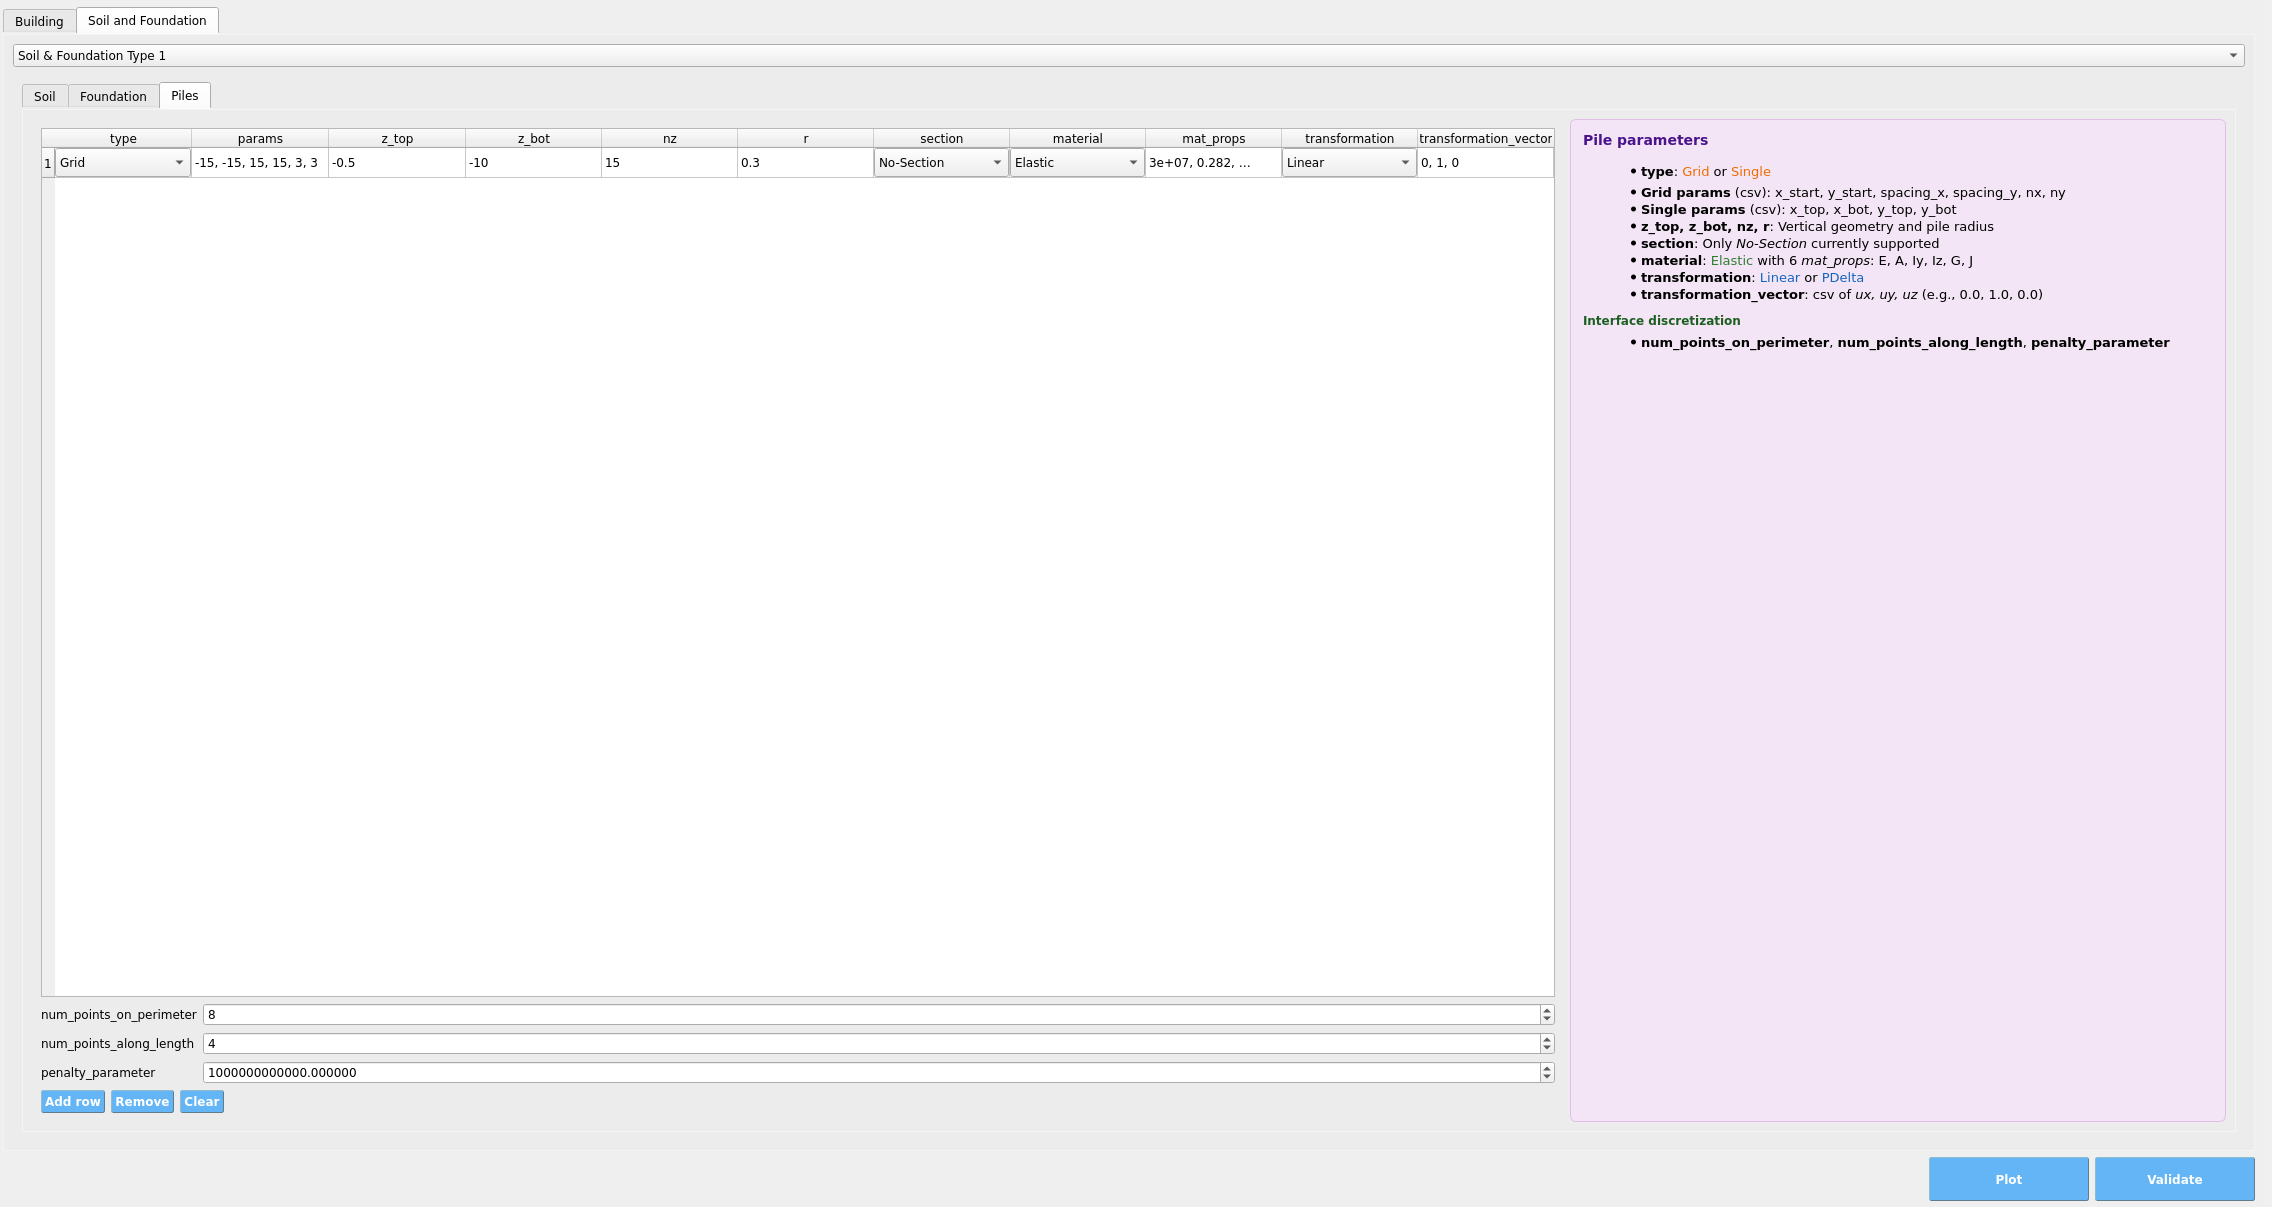 Building Soil and Foundation
Soil & Foundation Type 1
Soil Foundation Piles
type params z_top z_bot nz r section material mat_props transformation transformation_vector
1 Grid -15, -15, 15, 15, 3, 3 -0.5 -10 15 0.3 No-Section Elastic 3e+07, 0.282, ... Linear 0, 1, 0
num_points_on_perimeter 8
num_points_along_length 4
penalty_parameter 1000000000000.000000
Add row Remove Clear
Pile parameters
• type: Grid or Single
• Grid params (csv): x_start, y_start, spacing_x, spacing_y, nx, ny
• Single params (csv): x_top, x_bot, y_top, y_bot
• z_top, z_bot, nz, r: Vertical geometry and pile radius
• section: Only No-Section currently supported
• material: Elastic with 6 mat_props: E, A, Iy, Iz, G, J
• transformation: Linear or PDelta
• transformation_vector: csv of ux, uy, uz (e.g., 0.0, 1.0, 0.0)
Interface discretization
• num_points_on_perimeter, num_points_along_length, penalty_parameter
Plot Validate